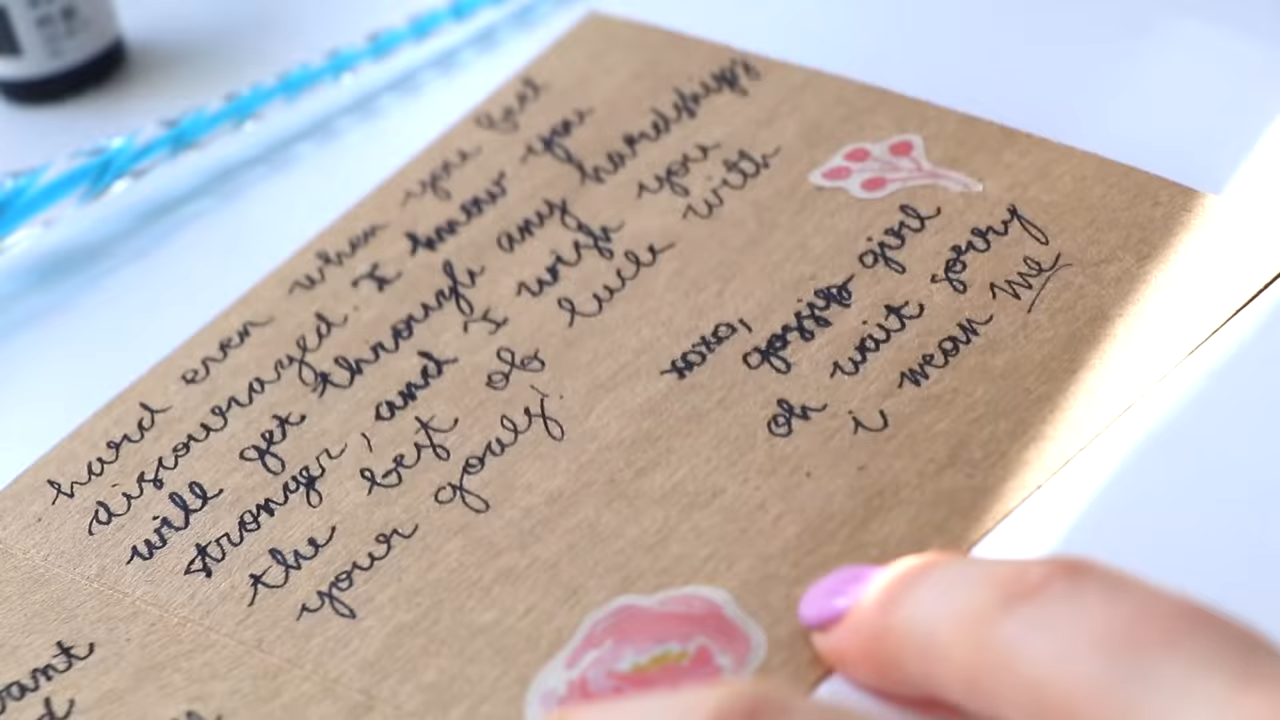 hard even when you feel
discouraged. I know you
will get through any hardships
stronger, and I wish you
the best of luck with
your goals!
xoxo,
gossip girl
oh wait sorry
i mean me
want